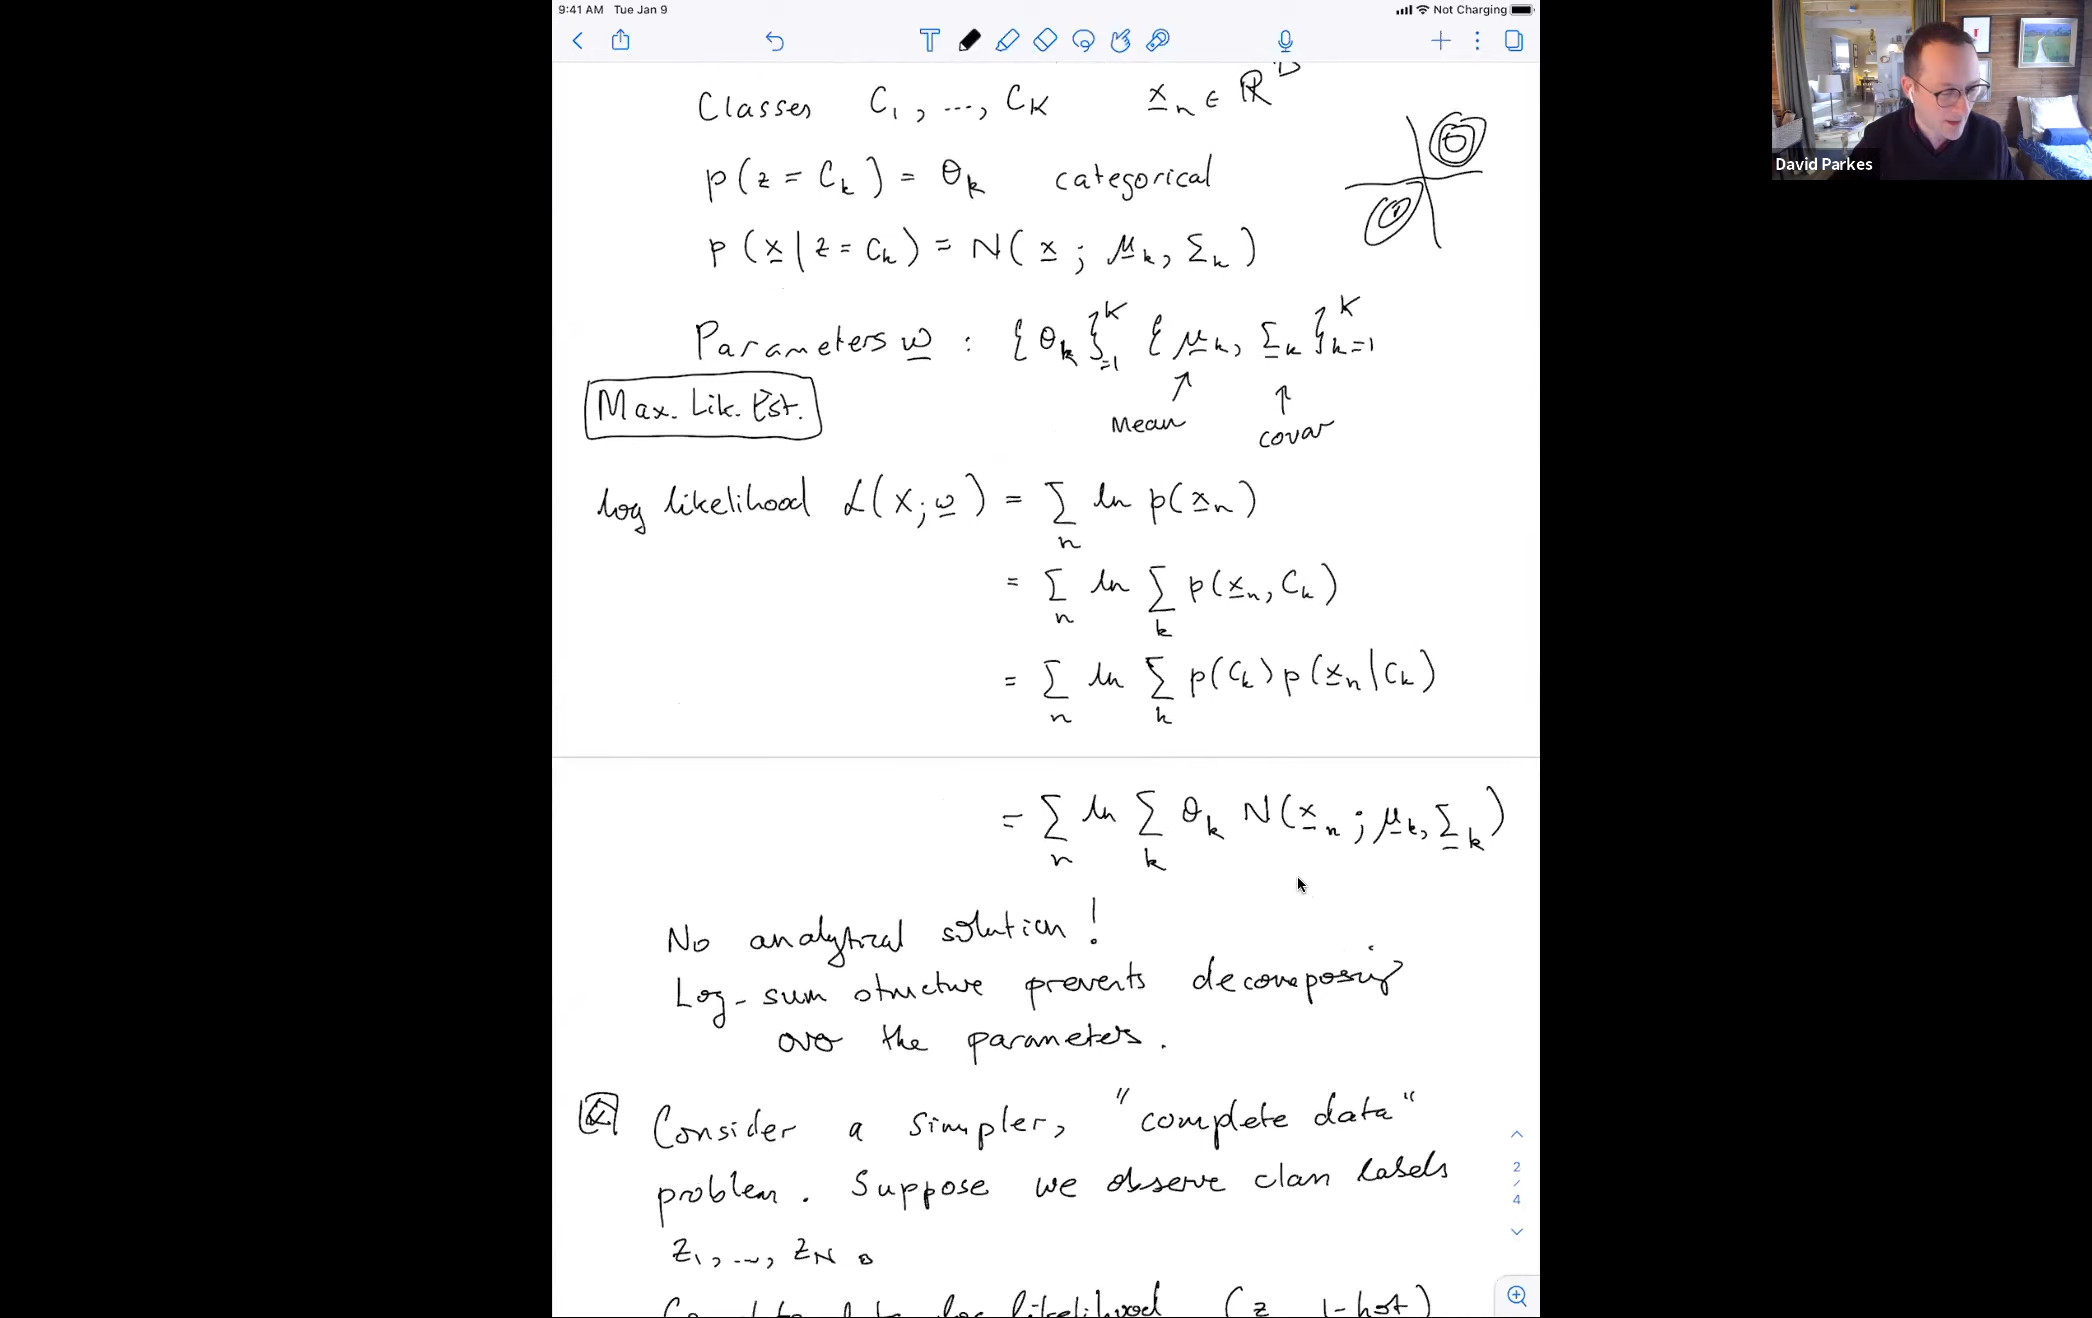 9:41 AM Tue Jan 9
Not Charging
David Parkes
Classes C₁, ..., C_K x_n ∈ ℝ^D
p(z = C_k) = θ_k categorical
p(x | z = C_k) = N(x; μ_k, Σ_k)
Parameters w : {θ_k}_{=1}^K {μ_k, Σ_k}_{k=1}^K
Max. Lik. Est.
Mean
covar
log likelihood L(X; w) = Σ_n ln p(x_n)
= Σ_n ln Σ_k p(x_n, C_k)
= Σ_n ln Σ_k p(C_k) p(x_n | C_k)
= Σ_n ln Σ_k θ_k N(x_n; μ_k, Σ_k)
No analytical solution!
Log-sum structure prevents decomposing
over the parameters.
Consider a simpler, "complete data"
problem. Suppose we observe class labels
z₁, ..., z_N.
likelihood (z 1-hot)
2
/
4